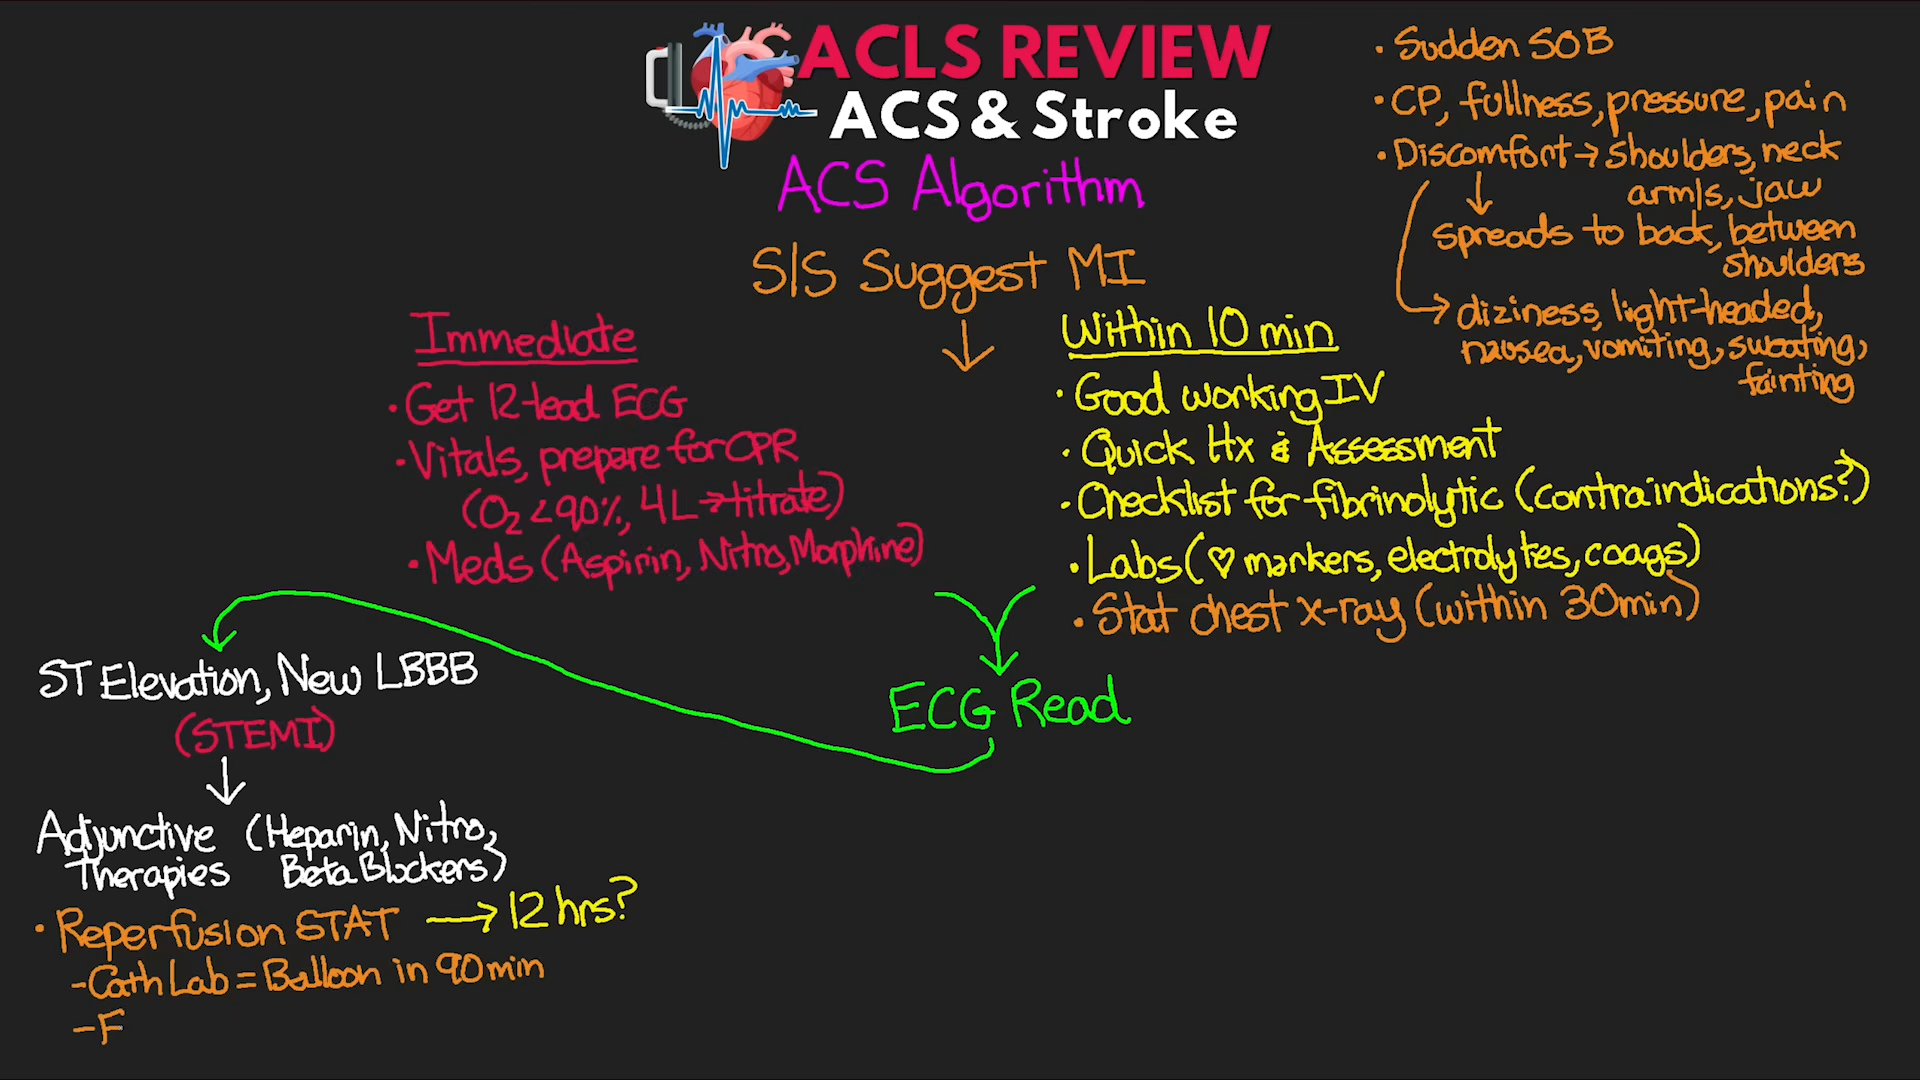 ACLS REVIEW
ACS & Stroke
ACS Algorithm
S/S Suggest MI
• Sudden SOB
• CP, fullness, pressure, pain
• Discomfort → shoulders, neck
arm/s, jaw
spreads to back, between
shoulders
diziness, light-headed,
nausea, vomiting, sweating,
fainting
Immediate
• Get 12-lead ECG
• Vitals, prepare for CPR
(O₂ < 90%, 4L → titrate)
• Meds (Aspirin, Nitro, Morphine)
Within 10 min
• Good working IV
• Quick Hx & Assessment
• Checklist for fibrinolytic (contraindications?)
• Labs (♡ markers, electrolytes, coags)
• Stat chest x-ray (within 30min)
ECG Read
ST Elevation, New LBBB
(STEMI)
Adjunctive (Heparin, Nitro,
Therapies Beta Blockers)
• Reperfusion STAT → 12 hrs?
- Cath Lab = Balloon in 90min
- F